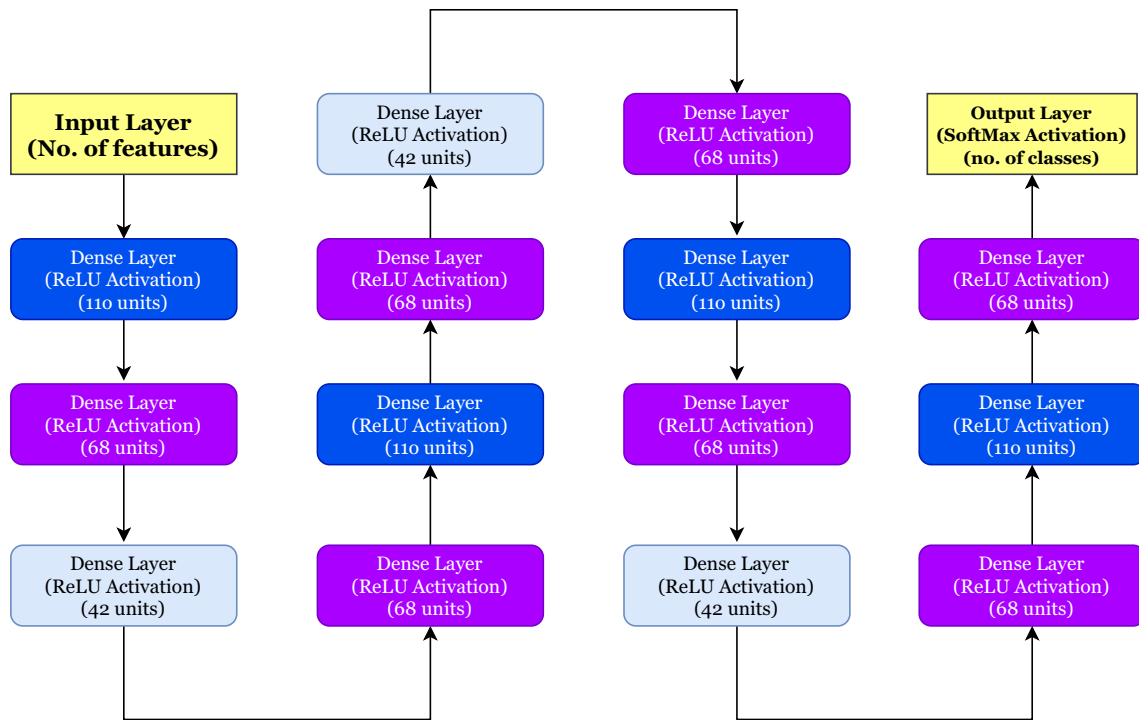 Input Layer
(No. of features)
Dense Layer
(ReLU Activation)
(110 units)
Dense Layer
(ReLU Activation)
(68 units)
Dense Layer
(ReLU Activation)
(42 units)
Dense Layer
(ReLU Activation)
(68 units)
Dense Layer
(ReLU Activation)
(110 units)
Dense Layer
(ReLU Activation)
(68 units)
Dense Layer
(ReLU Activation)
(42 units)
Dense Layer
(ReLU Activation)
(68 units)
Dense Layer
(ReLU Activation)
(110 units)
Dense Layer
(ReLU Activation)
(68 units)
Dense Layer
(ReLU Activation)
(42 units)
Dense Layer
(ReLU Activation)
(68 units)
Dense Layer
(ReLU Activation)
(110 units)
Dense Layer
(ReLU Activation)
(68 units)
Output Layer
(SoftMax Activation)
(no. of classes)